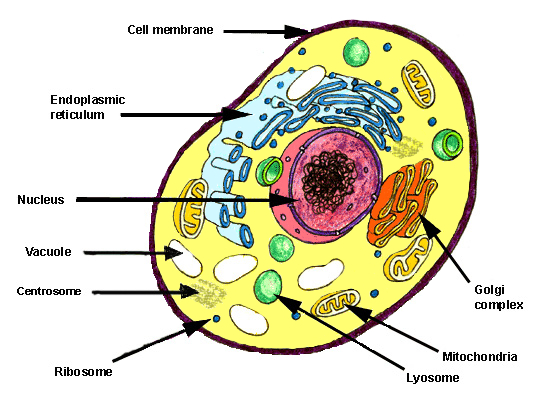 Cell membrane
Endoplasmic
reticulum
Nucleus
Vacuole
Centrosome
Ribosome
Golgi
complex
Mitochondria
Lyosome